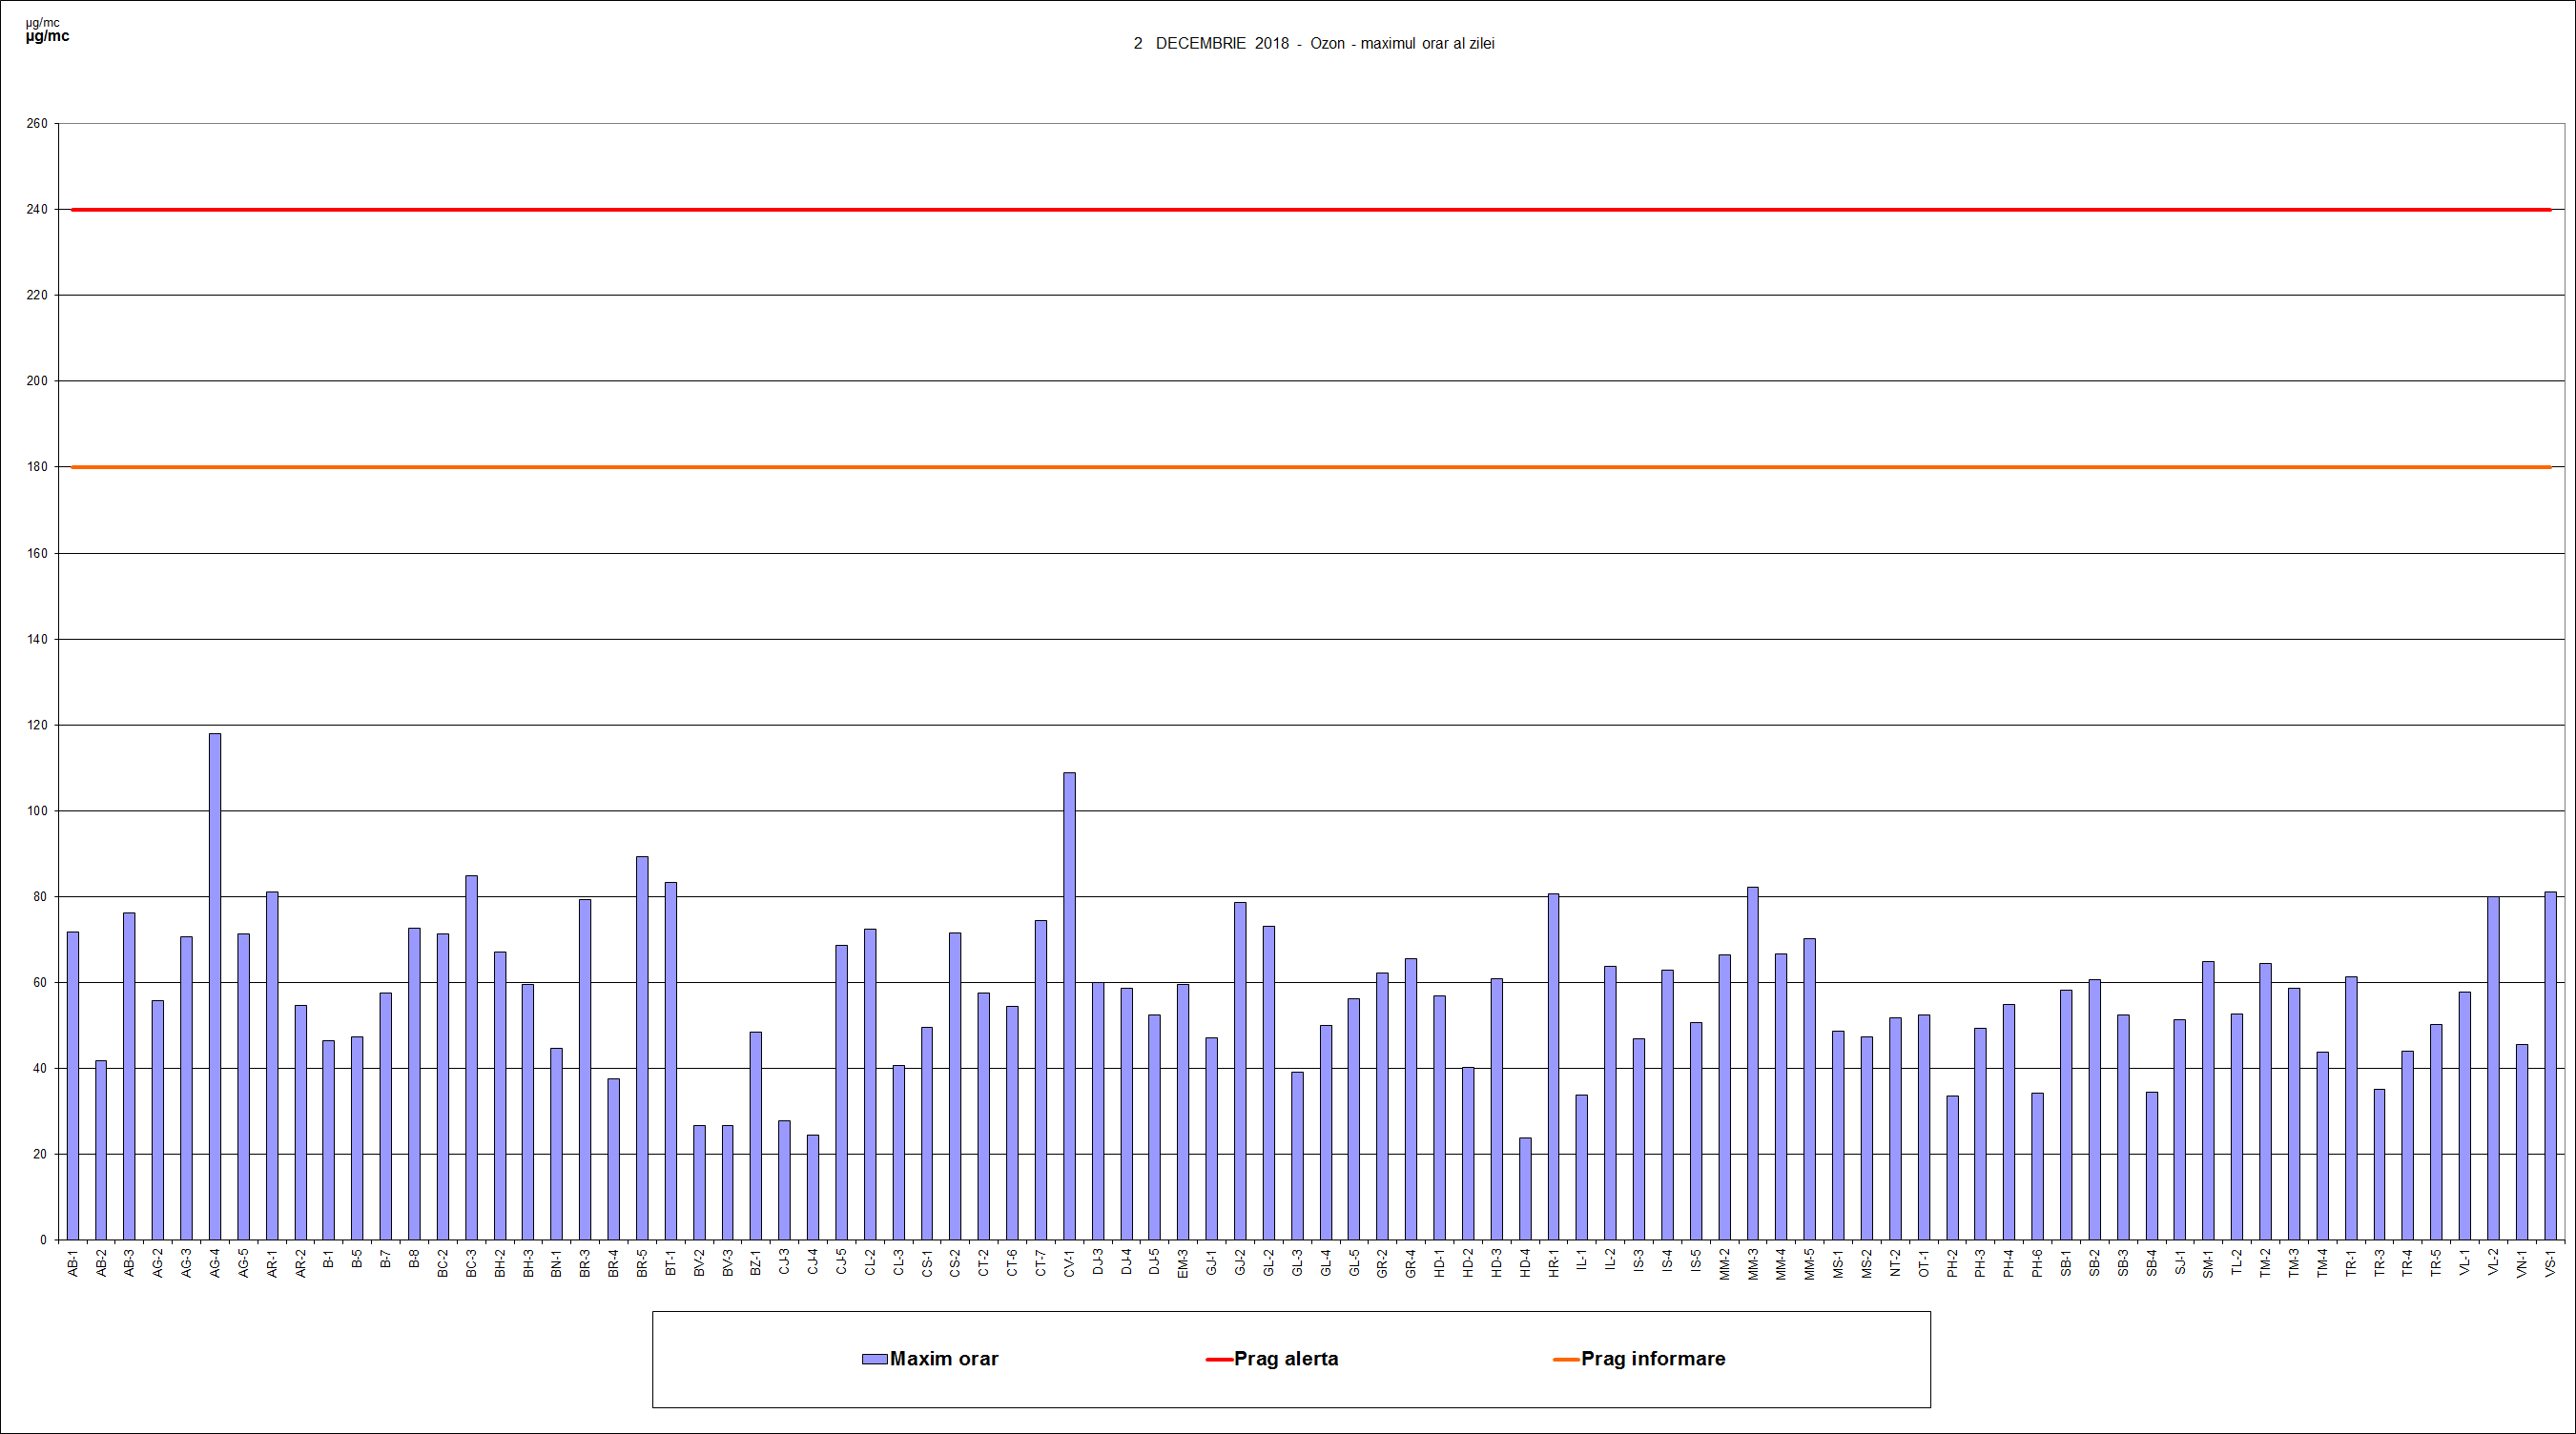 µg/mc
µg/mc
2 DECEMBRIE 2018 - Ozon - maximul orar al zilei
260
240
220
200
180
160
140
120
100
80
60
40
20
0
AB-1 AB-2 AB-3 AG-2 AG-3 AG-4 AG-5 AR-1 AR-2 B-1 B-5 B-7 B-8 BC-2 BC-3 BH-2 BH-3 BN-1 BR-3 BR-4 BR-5 BT-1 BV-2 BV-3 BZ-1 CJ-3 CJ-4 CJ-5 CL-2 CL-3 CS-1 CS-2 CT-2 CT-6 CT-7 CV-1 DJ-3 DJ-4 DJ-5 EM-3 GJ-1 GJ-2 GL-2 GL-3 GL-4 GL-5 GR-2 GR-4 HD-1 HD-2 HD-3 HD-4 HR-1 IL-1 IL-2 IS-3 IS-4 IS-5 MM-2 MM-3 MM-4 MM-5 MS-1 MS-2 NT-2 OT-1 PH-2 PH-3 PH-4 PH-6 SB-1 SB-2 SB-3 SB-4 SJ-1 SM-1 TL-2 TM-2 TM-3 TM-4 TR-1 TR-3 TR-4 TR-5 VL-1 VL-2 VN-1 VS-1
Maxim orar Prag alerta Prag informare